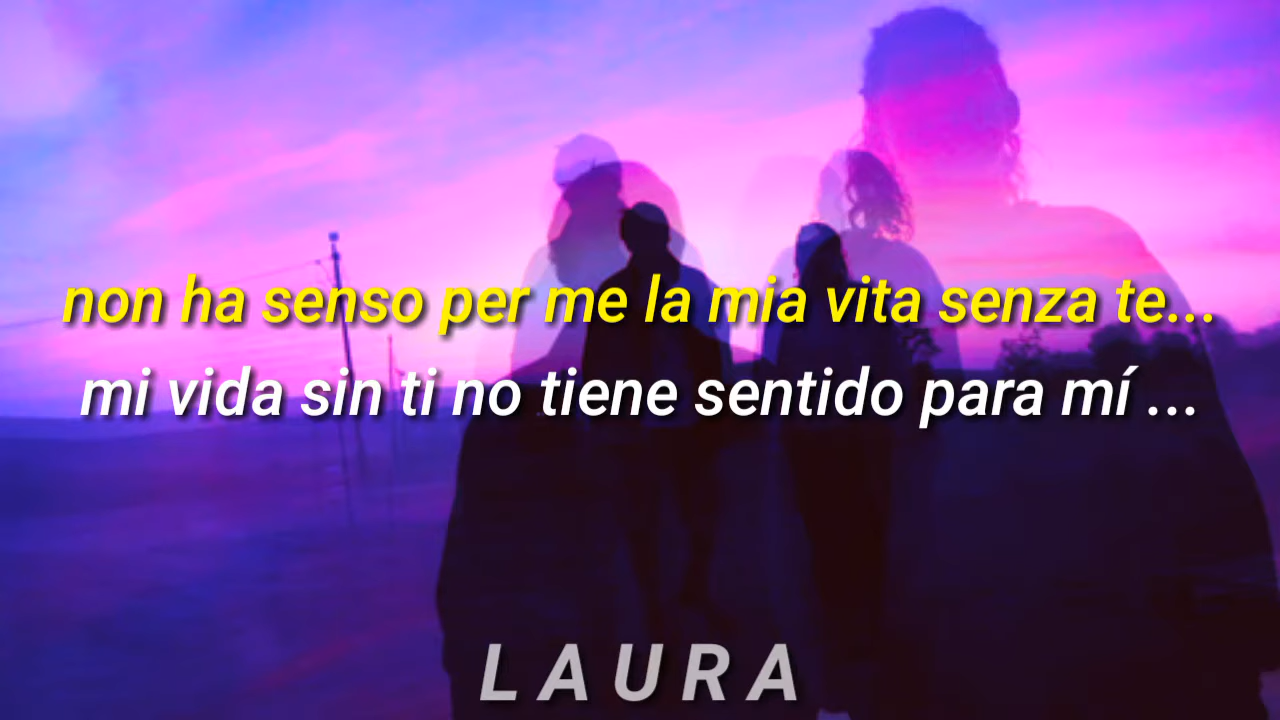 non ha senso per me la mia vita senza te...
mi vida sin ti no tiene sentido para mí ...
LAURA